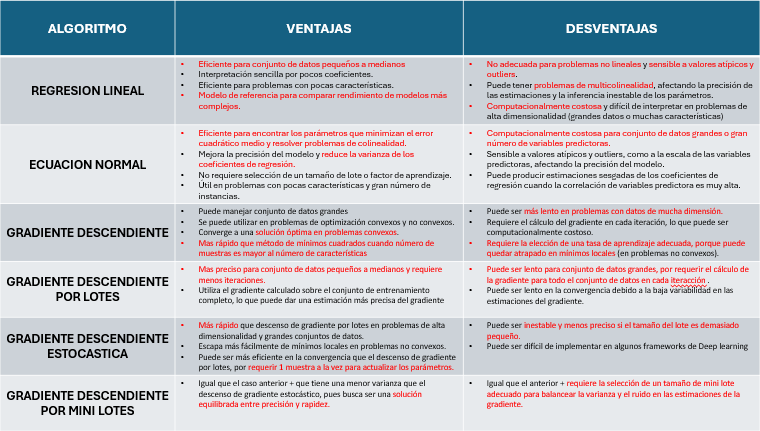 ALGORITMO VENTAJAS DESVENTAJAS
REGRESION LINEAL
• Eficiente para conjunto de datos pequeños a medianos
• Interpretación sencilla por pocos coeficientes.
• Eficiente para problemas con pocas características.
• Modelo de referencia para comparar rendimiento de modelos más
complejos.
• No adecuada para problemas no lineales y sensible a valores atípicos y
outliers.
• Puede tener problemas de multicolinealidad, afectando la precisión de
las estimaciones y la inferencia inestable de los parámetros.
• Computacionalmente costosa y difícil de interpretar en problemas de
alta dimensionalidad (grandes datos o muchas características)
ECUACION NORMAL
• Eficiente para encontrar los parámetros que minimizan el error
cuadrático medio y resolver problemas de colinealidad.
• Mejora la precisión del modelo y reduce la varianza de los
coeficientes de regresión.
• No requiere selección de un tamaño de lote o factor de aprendizaje.
• Útil en problemas con pocas características y gran número de
instancias.
• Computacionalmente costosa para conjunto de datos grandes o gran
número de variables predictoras.
• Sensible a valores atípicos y outliers, como a la escala de las variables
predictoras, afectando la precisión del modelo.
• Puede producir estimaciones sesgadas de los coeficientes de
regresión cuando la correlación de variables predictora es muy alta.
GRADIENTE DESCENDIENTE
• Puede manejar conjunto de datos grandes
• Se puede utilizar en problemas de optimización convexos y no convexos.
• Converge a una solución óptima en problemas convexos.
• Mas rápido que método de mínimos cuadrados cuando número de
muestras es mayor al número de características
• Puede ser más lento en problemas con datos de mucha dimensión.
• Requiere el cálculo del gradiente en cada iteración, lo que puede ser
computacionalmente costoso.
• Requiere la elección de una tasa de aprendizaje adecuada, porque puede
quedar atrapado en mínimos locales (en problemas no convexos).
GRADIENTE DESCENDIENTE
POR LOTES
• Mas preciso para conjunto de datos pequeños a medianos y requiere
menos iteraciones.
• Utiliza el gradiente calculado sobre el conjunto de entrenamiento
completo, lo que puede dar una estimación más precisa del gradiente
• Puede ser lento para conjunto de datos grandes, por requerir el cálculo de
la gradiente para todo el conjunto de datos en cada iteracción .
• Puede ser lento en la convergencia debido a la baja variabilidad en las
estimaciones del gradiente.
GRADIENTE DESCENDIENTE
ESTOCASTICA
• Más rápido que descenso de gradiente por lotes en problemas de alta
dimensionalidad y grandes conjuntos de datos.
• Escapa más fácilmente de mínimos locales en problemas no convexos.
• Puede ser más eficiente en la convergencia que el descenso de gradiente
por lotes, por requerir 1 muestra a la vez para actualizar los parámetros.
• Puede ser inestable y menos preciso si el tamaño del lote es demasiado
pequeño.
• Puede ser difícil de implementar en algunos frameworks de Deep learning
GRADIENTE DESCENDIENTE
POR MINI LOTES
• Igual que el caso anterior + que tiene una menor varianza que el
descenso de gradiente estocástico, pues busca ser una solución
equilibrada entre precisión y rapidez.
• Igual que el anterior + requiere la selección de un tamaño de mini lote
adecuado para balancear la varianza y el ruido en las estimaciones de la
gradiente.